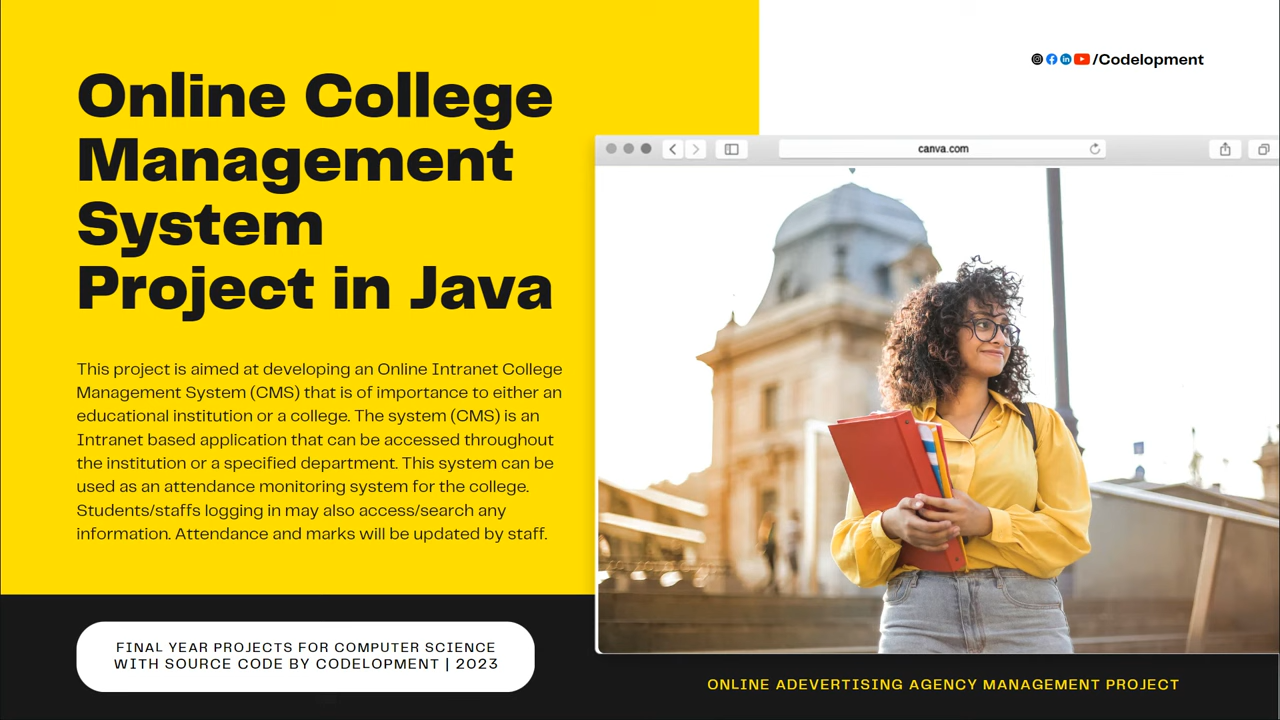 /Codelopment
Online College
Management
System
Project in Java
canva.com
This project is aimed at developing an Online Intranet College
Management System (CMS) that is of importance to either an
educational institution or a college. The system (CMS) is an
Intranet based application that can be accessed throughout
the institution or a specified department. This system can be
used as an attendance monitoring system for the college.
Students/staffs logging in may also access/search any
information. Attendance and marks will be updated by staff.
FINAL YEAR PROJECTS FOR COMPUTER SCIENCE
WITH SOURCE CODE BY CODELOPMENT | 2023
ONLINE ADEVERTISING AGENCY MANAGEMENT PROJECT